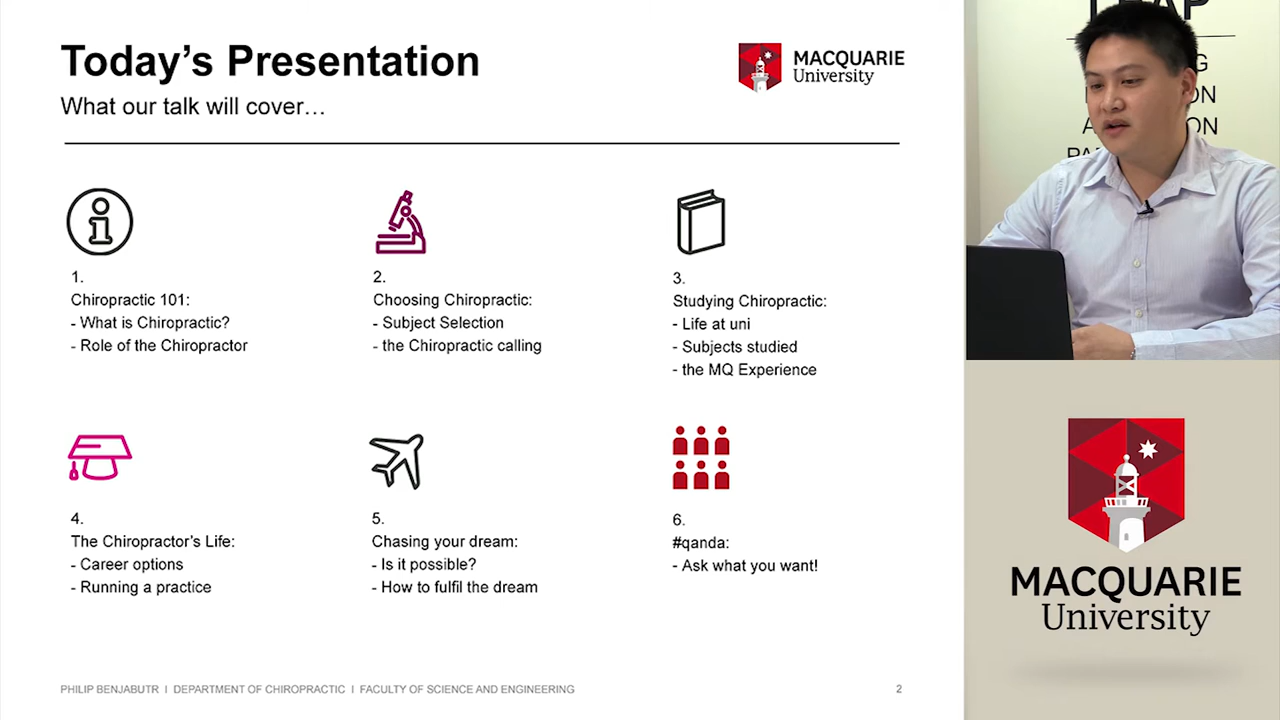 Today’s Presentation
What our talk will cover…
MACQUARIE
University
1.
Chiropractic 101:
- What is Chiropractic?
- Role of the Chiropractor
2.
Choosing Chiropractic:
- Subject Selection
- the Chiropractic calling
3.
Studying Chiropractic:
- Life at uni
- Subjects studied
- the MQ Experience
4.
The Chiropractor’s Life:
- Career options
- Running a practice
5.
Chasing your dream:
- Is it possible?
- How to fulfil the dream
6.
#qanda:
- Ask what you want!
PHILIP BENJABUTR I DEPARTMENT OF CHIROPRACTIC I FACULTY OF SCIENCE AND ENGINEERING
2
MACQUARIE
University